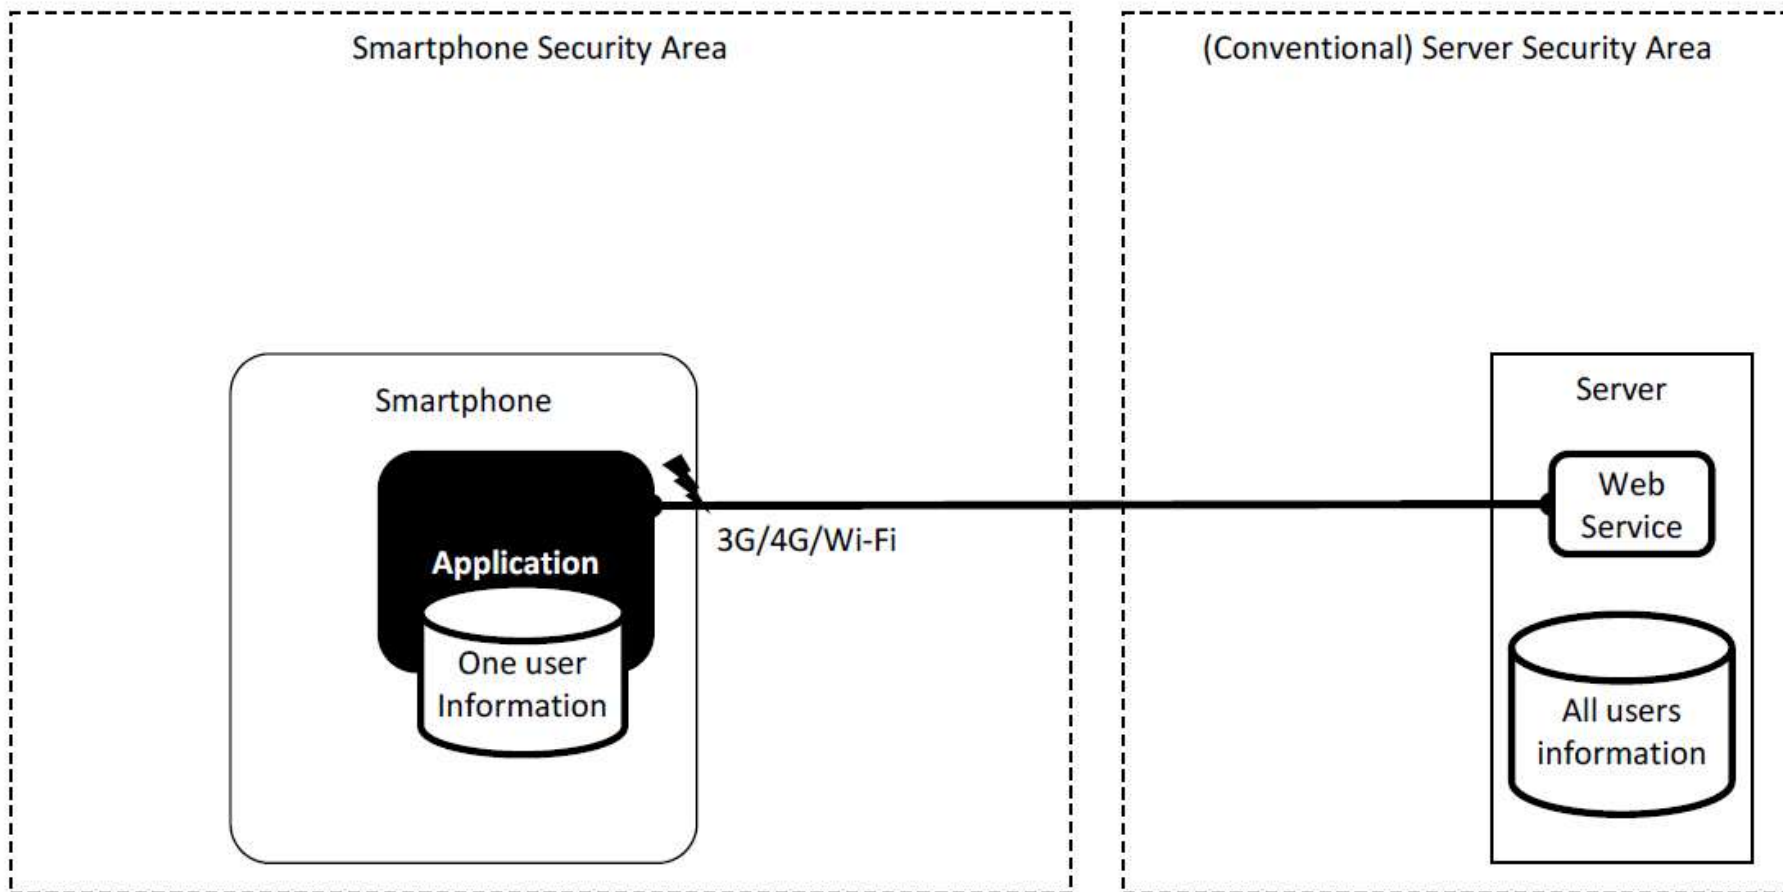 Smartphone Security Area
(Conventional) Server Security Area
Smartphone
Application
One user
Information
3G/4G/Wi-Fi
Server
Web
Service
All users
information